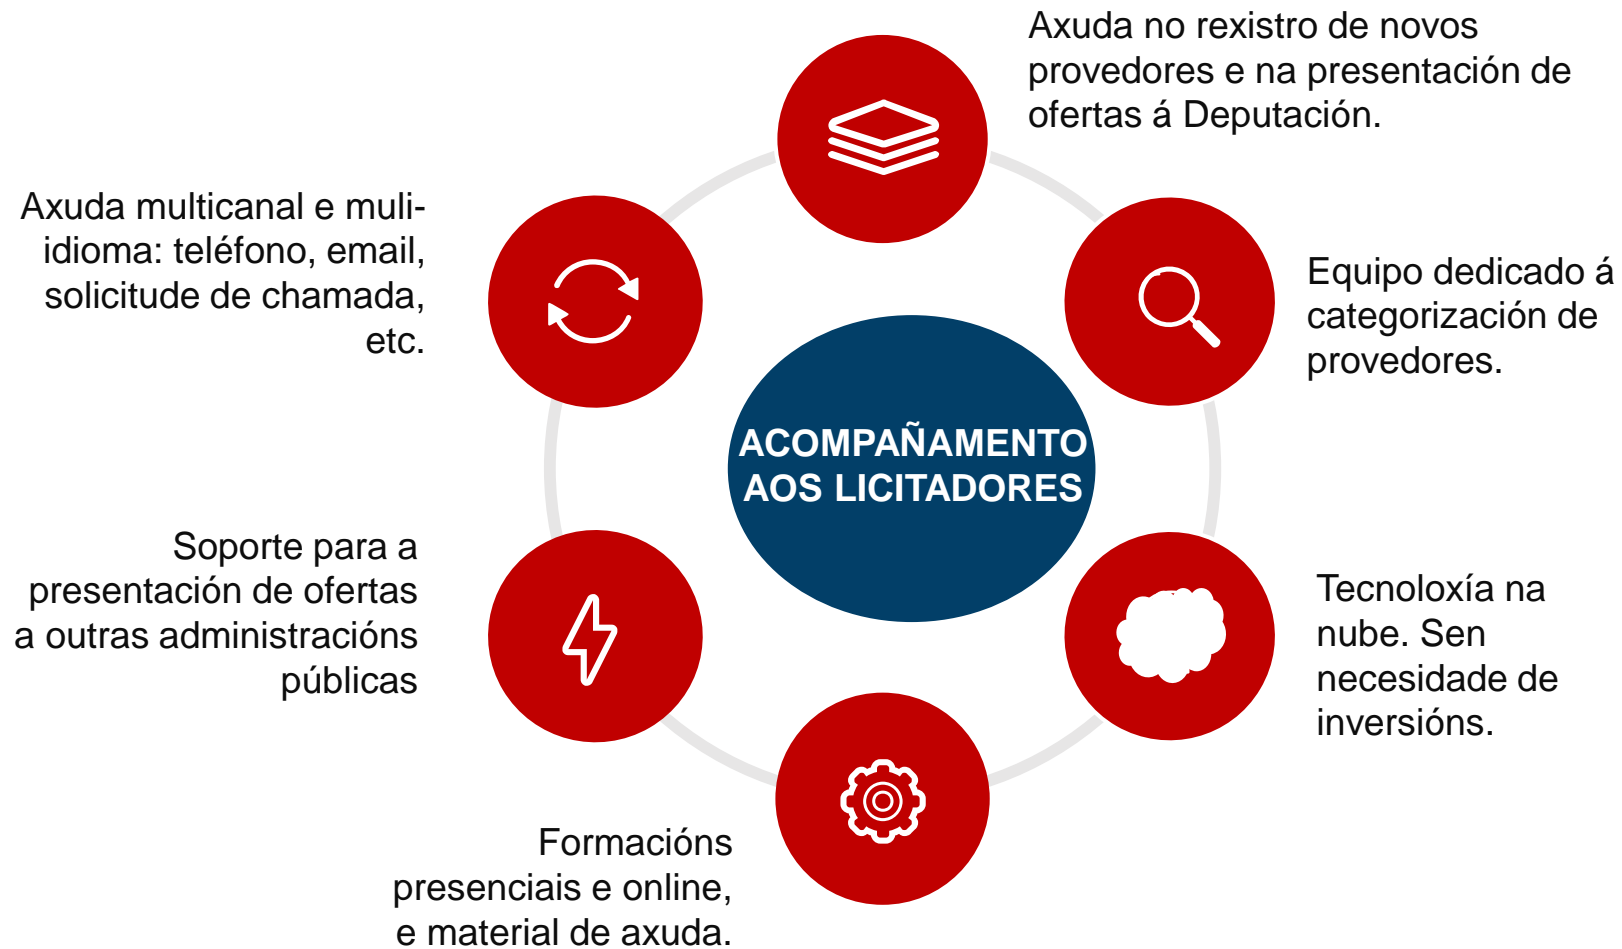 Axuda no rexistro de novos
provedores e na presentación de
ofertas á Deputación.
Axuda multicanal e muli-
idioma: teléfono, email,
solicitude de chamada,
etc.
Equipo dedicado á
categorización de
provedores.
ACOMPAÑAMENTO
AOS LICITADORES
Soporte para a
presentación de ofertas
a outras administracións
públicas
Tecnoloxía na
nube. Sen
necesidade de
inversións.
Formacións
presenciais e online,
e material de axuda.